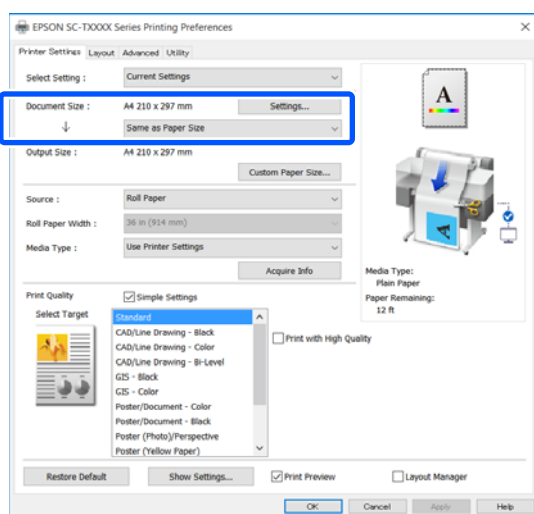 EPSON SC-TXXXX Series Printing Preferences
Printer Settings Layout Advanced Utility
Select Setting : Current Settings
Document Size : A4 210 x 297 mm Settings...
↓ Same as Paper Size
Output Size : A4 210 x 297 mm
Custom Paper Size...
Source : Roll Paper
Roll Paper Width : 36 in (914 mm)
Media Type : Use Printer Settings
Acquire Info
A
Media Type:
Plain Paper
Paper Remaining:
12 ft
Print Quality Simple Settings
Select Target
Standard
CAD/Line Drawing - Black
CAD/Line Drawing - Color
CAD/Line Drawing - Bi-Level
GIS - Black
GIS - Color
Poster/Document - Color
Poster/Document - Black
Poster (Photo)/Perspective
Poster (Yellow Paper)
Print with High Quality
Restore Default Show Settings... Print Preview Layout Manager
OK Cancel Apply Help